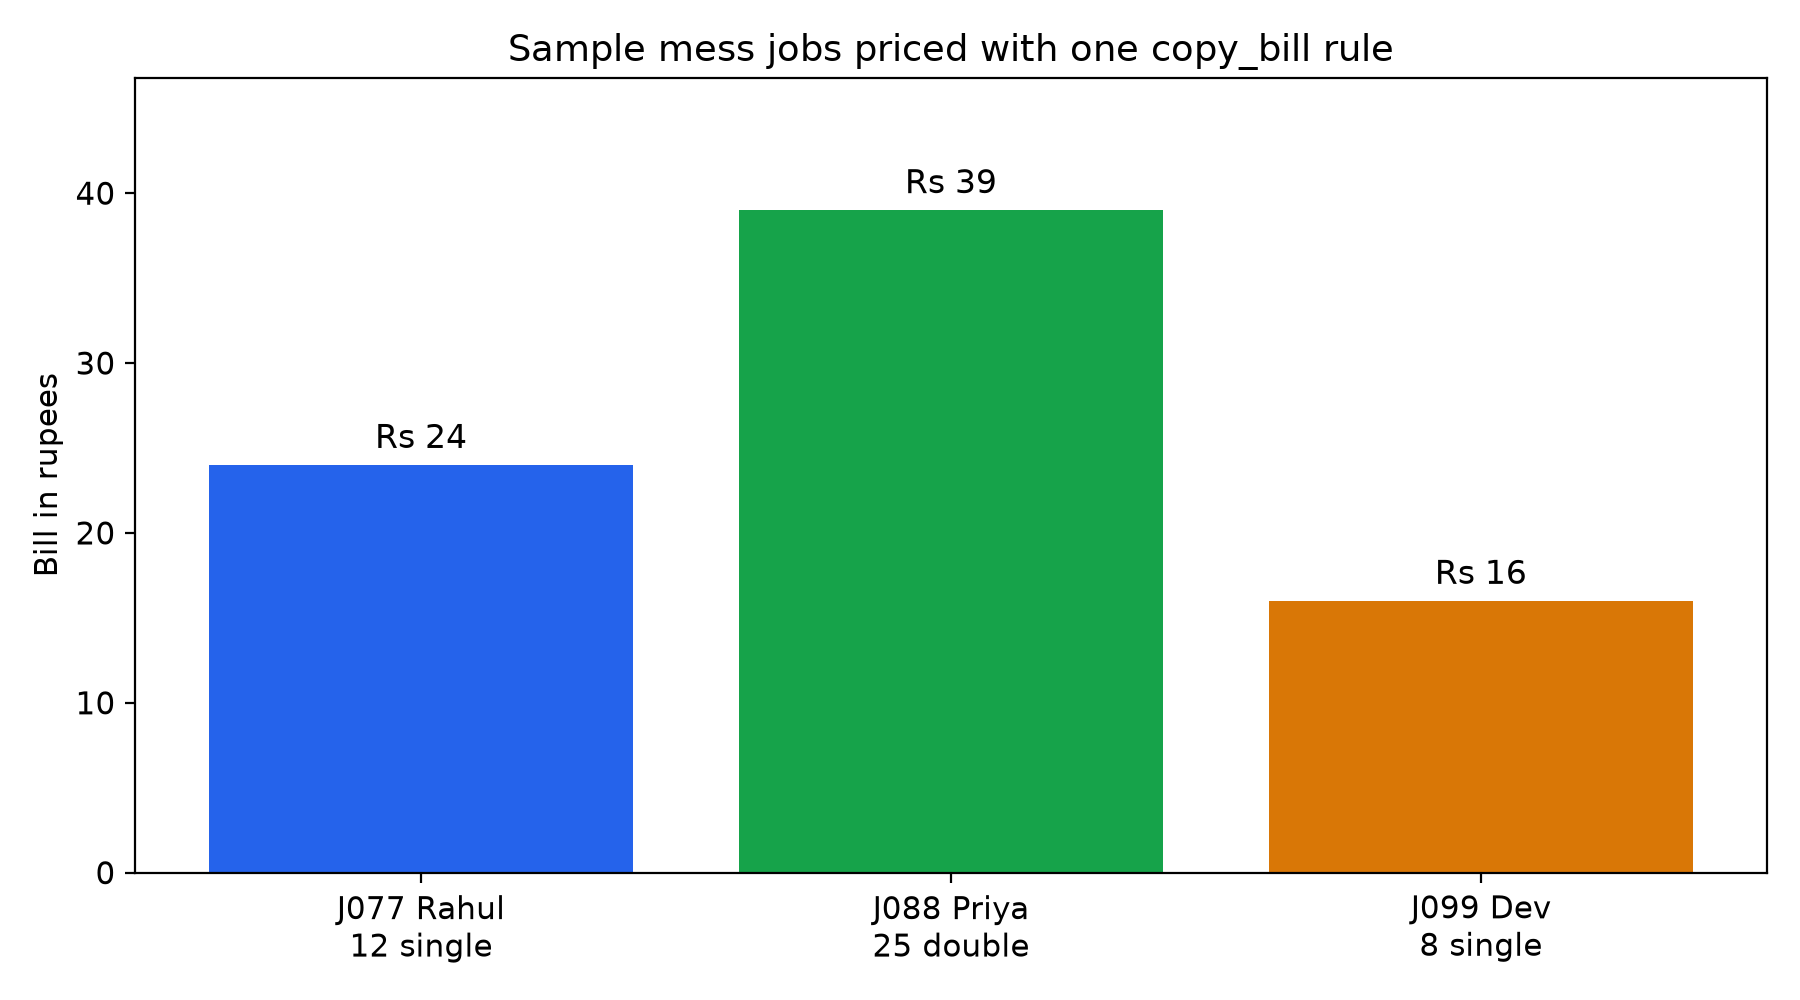 Sample mess jobs priced with one copy_bill rule
Bill in rupees
40
30
20
10
0
Rs 24
Rs 39
Rs 16
J077 Rahul
12 single
J088 Priya
25 double
J099 Dev
8 single